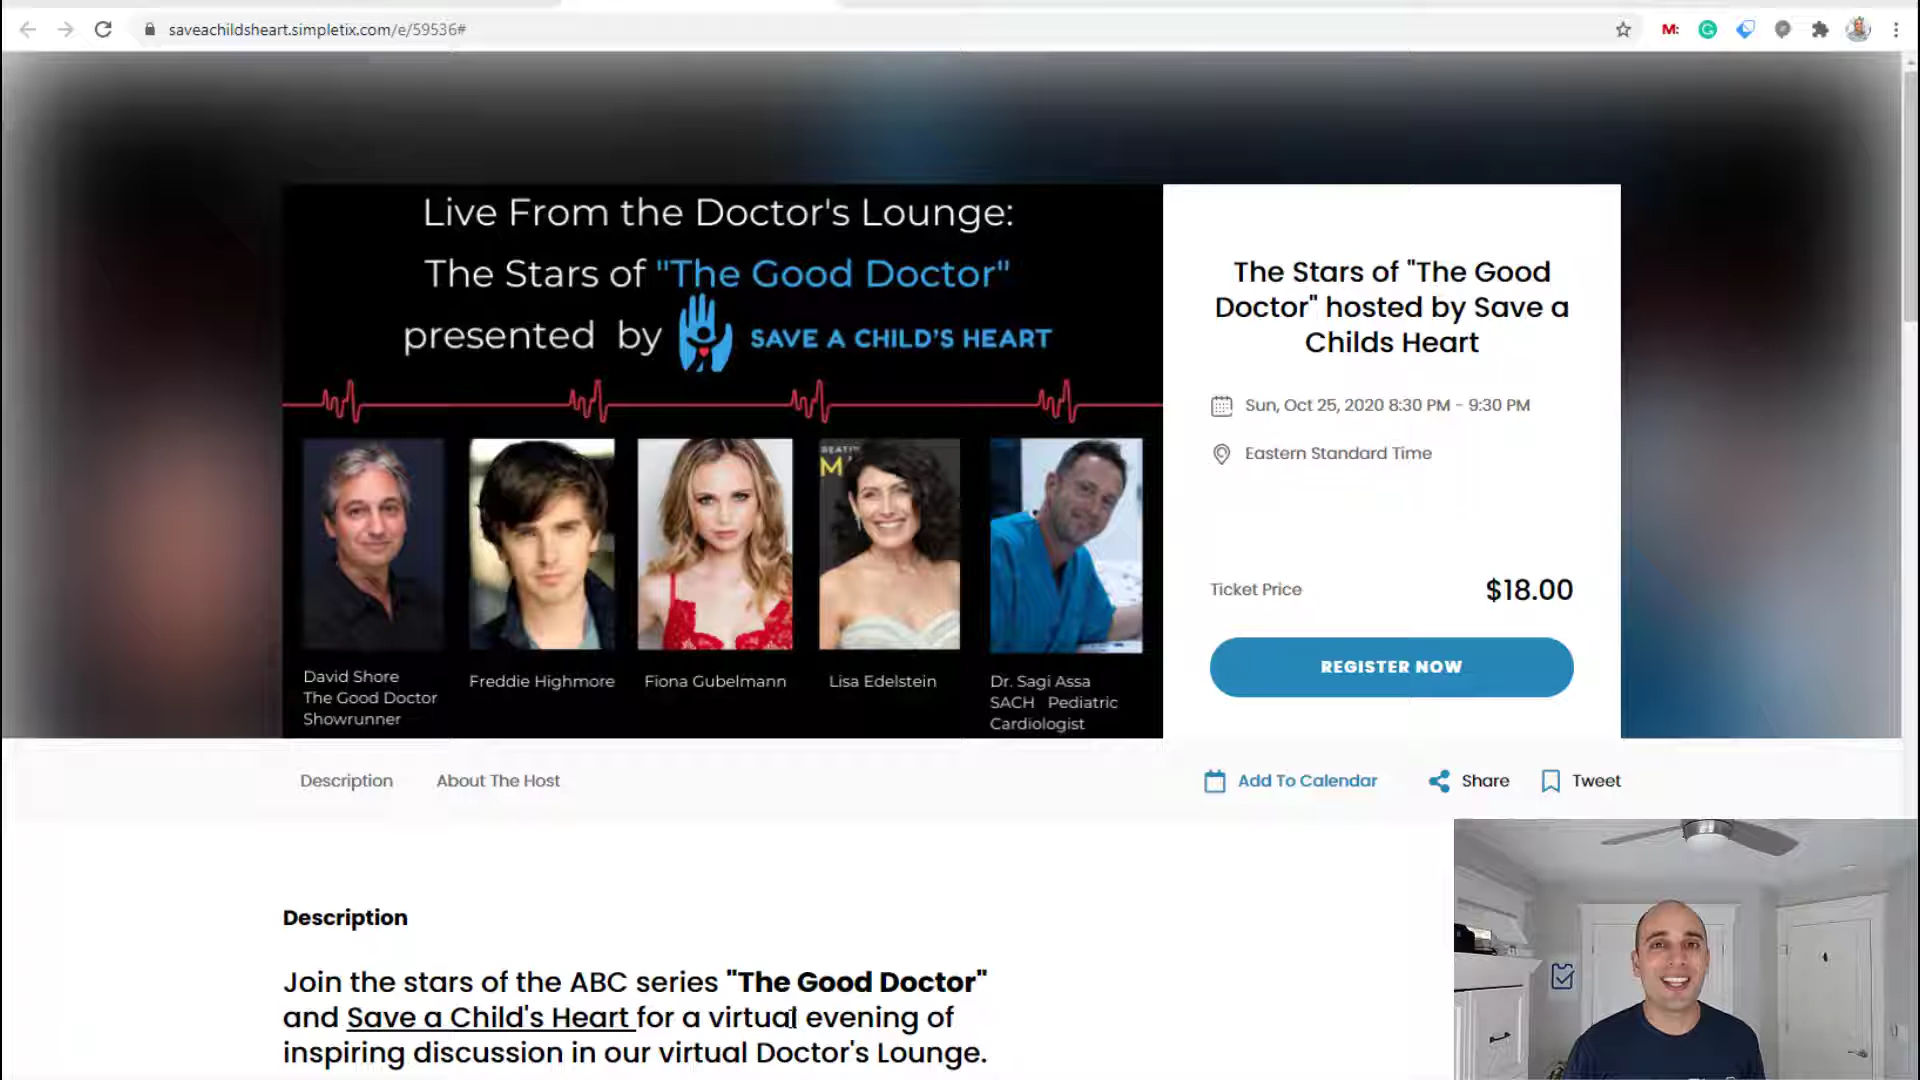 saveachildsheart.simpletix.com/e/59536#
M:
Live From the Doctor's Lounge:
The Stars of "The Good Doctor"
presented by SAVE A CHILD'S HEART
David Shore
The Good Doctor
Showrunner
Freddie Highmore
Fiona Gubelmann
Lisa Edelstein
Dr. Sagi Assa
SACH Pediatric
Cardiologist
The Stars of "The Good
Doctor" hosted by Save a
Childs Heart
Sun, Oct 25, 2020 8:30 PM - 9:30 PM
Eastern Standard Time
Ticket Price $18.00
REGISTER NOW
Description About The Host
Add To Calendar Share Tweet
Description
Join the stars of the ABC series "The Good Doctor"
and Save a Child's Heart for a virtual evening of
inspiring discussion in our virtual Doctor's Lounge.